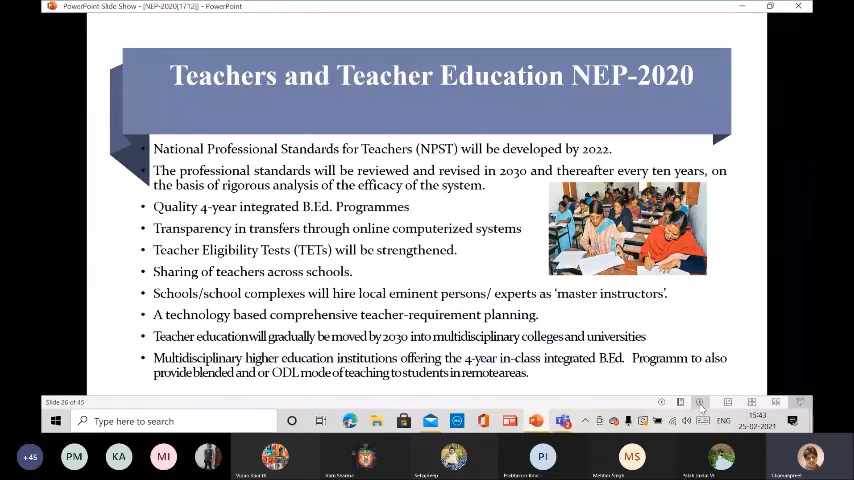 PowerPoint Slide Show - [NEP-2020[1712]] - PowerPoint
Teachers and Teacher Education NEP-2020
• National Professional Standards for Teachers (NPST) will be developed by 2022.
• The professional standards will be reviewed and revised in 2030 and thereafter every ten years, on
the basis of rigorous analysis of the efficacy of the system.
• Quality 4-year integrated B.Ed. Programmes
• Transparency in transfers through online computerized systems
• Teacher Eligibility Tests (TETs) will be strengthened.
• Sharing of teachers across schools.
• Schools/school complexes will hire local eminent persons/ experts as ‘master instructors’.
• A technology based comprehensive teacher-requirement planning.
• Teacher education will gradually be moved by 2030 into multidisciplinary colleges and universities
• Multidisciplinary higher education institutions offering the 4-year in-class integrated B.Ed. Programm to also
provide blended and or ODL mode of teaching to students in remote areas.
Slide 26 of 45
Type here to search
ENG
15:43
25-02-2021
+45
PM
KA
MI
PI
MS
Varn Sharma
Sehajdeep
Prabhnoni Kaur
Mehtan Singh
Chamanpreet